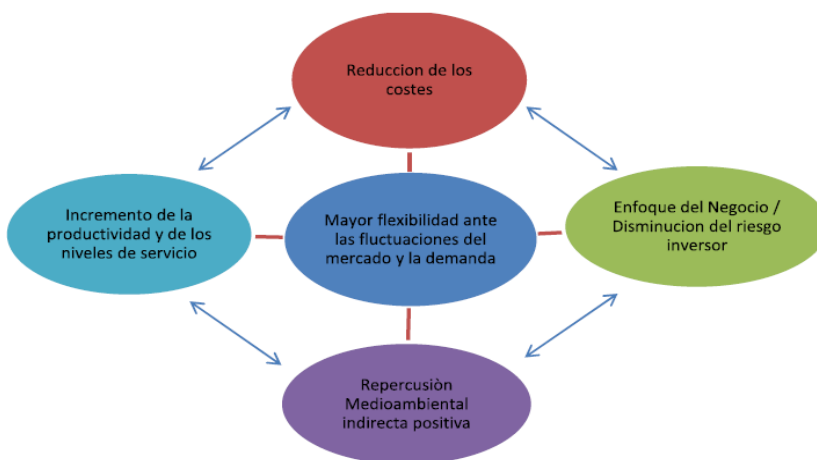 Reduccion de los
costes
Incremento de la
productividad y de los
niveles de servicio
Mayor flexibilidad ante
las fluctuaciones del
mercado y la demanda
Enfoque del Negocio /
Disminucion del riesgo
inversor
Repercusiòn
Medioambiental
indirecta positiva